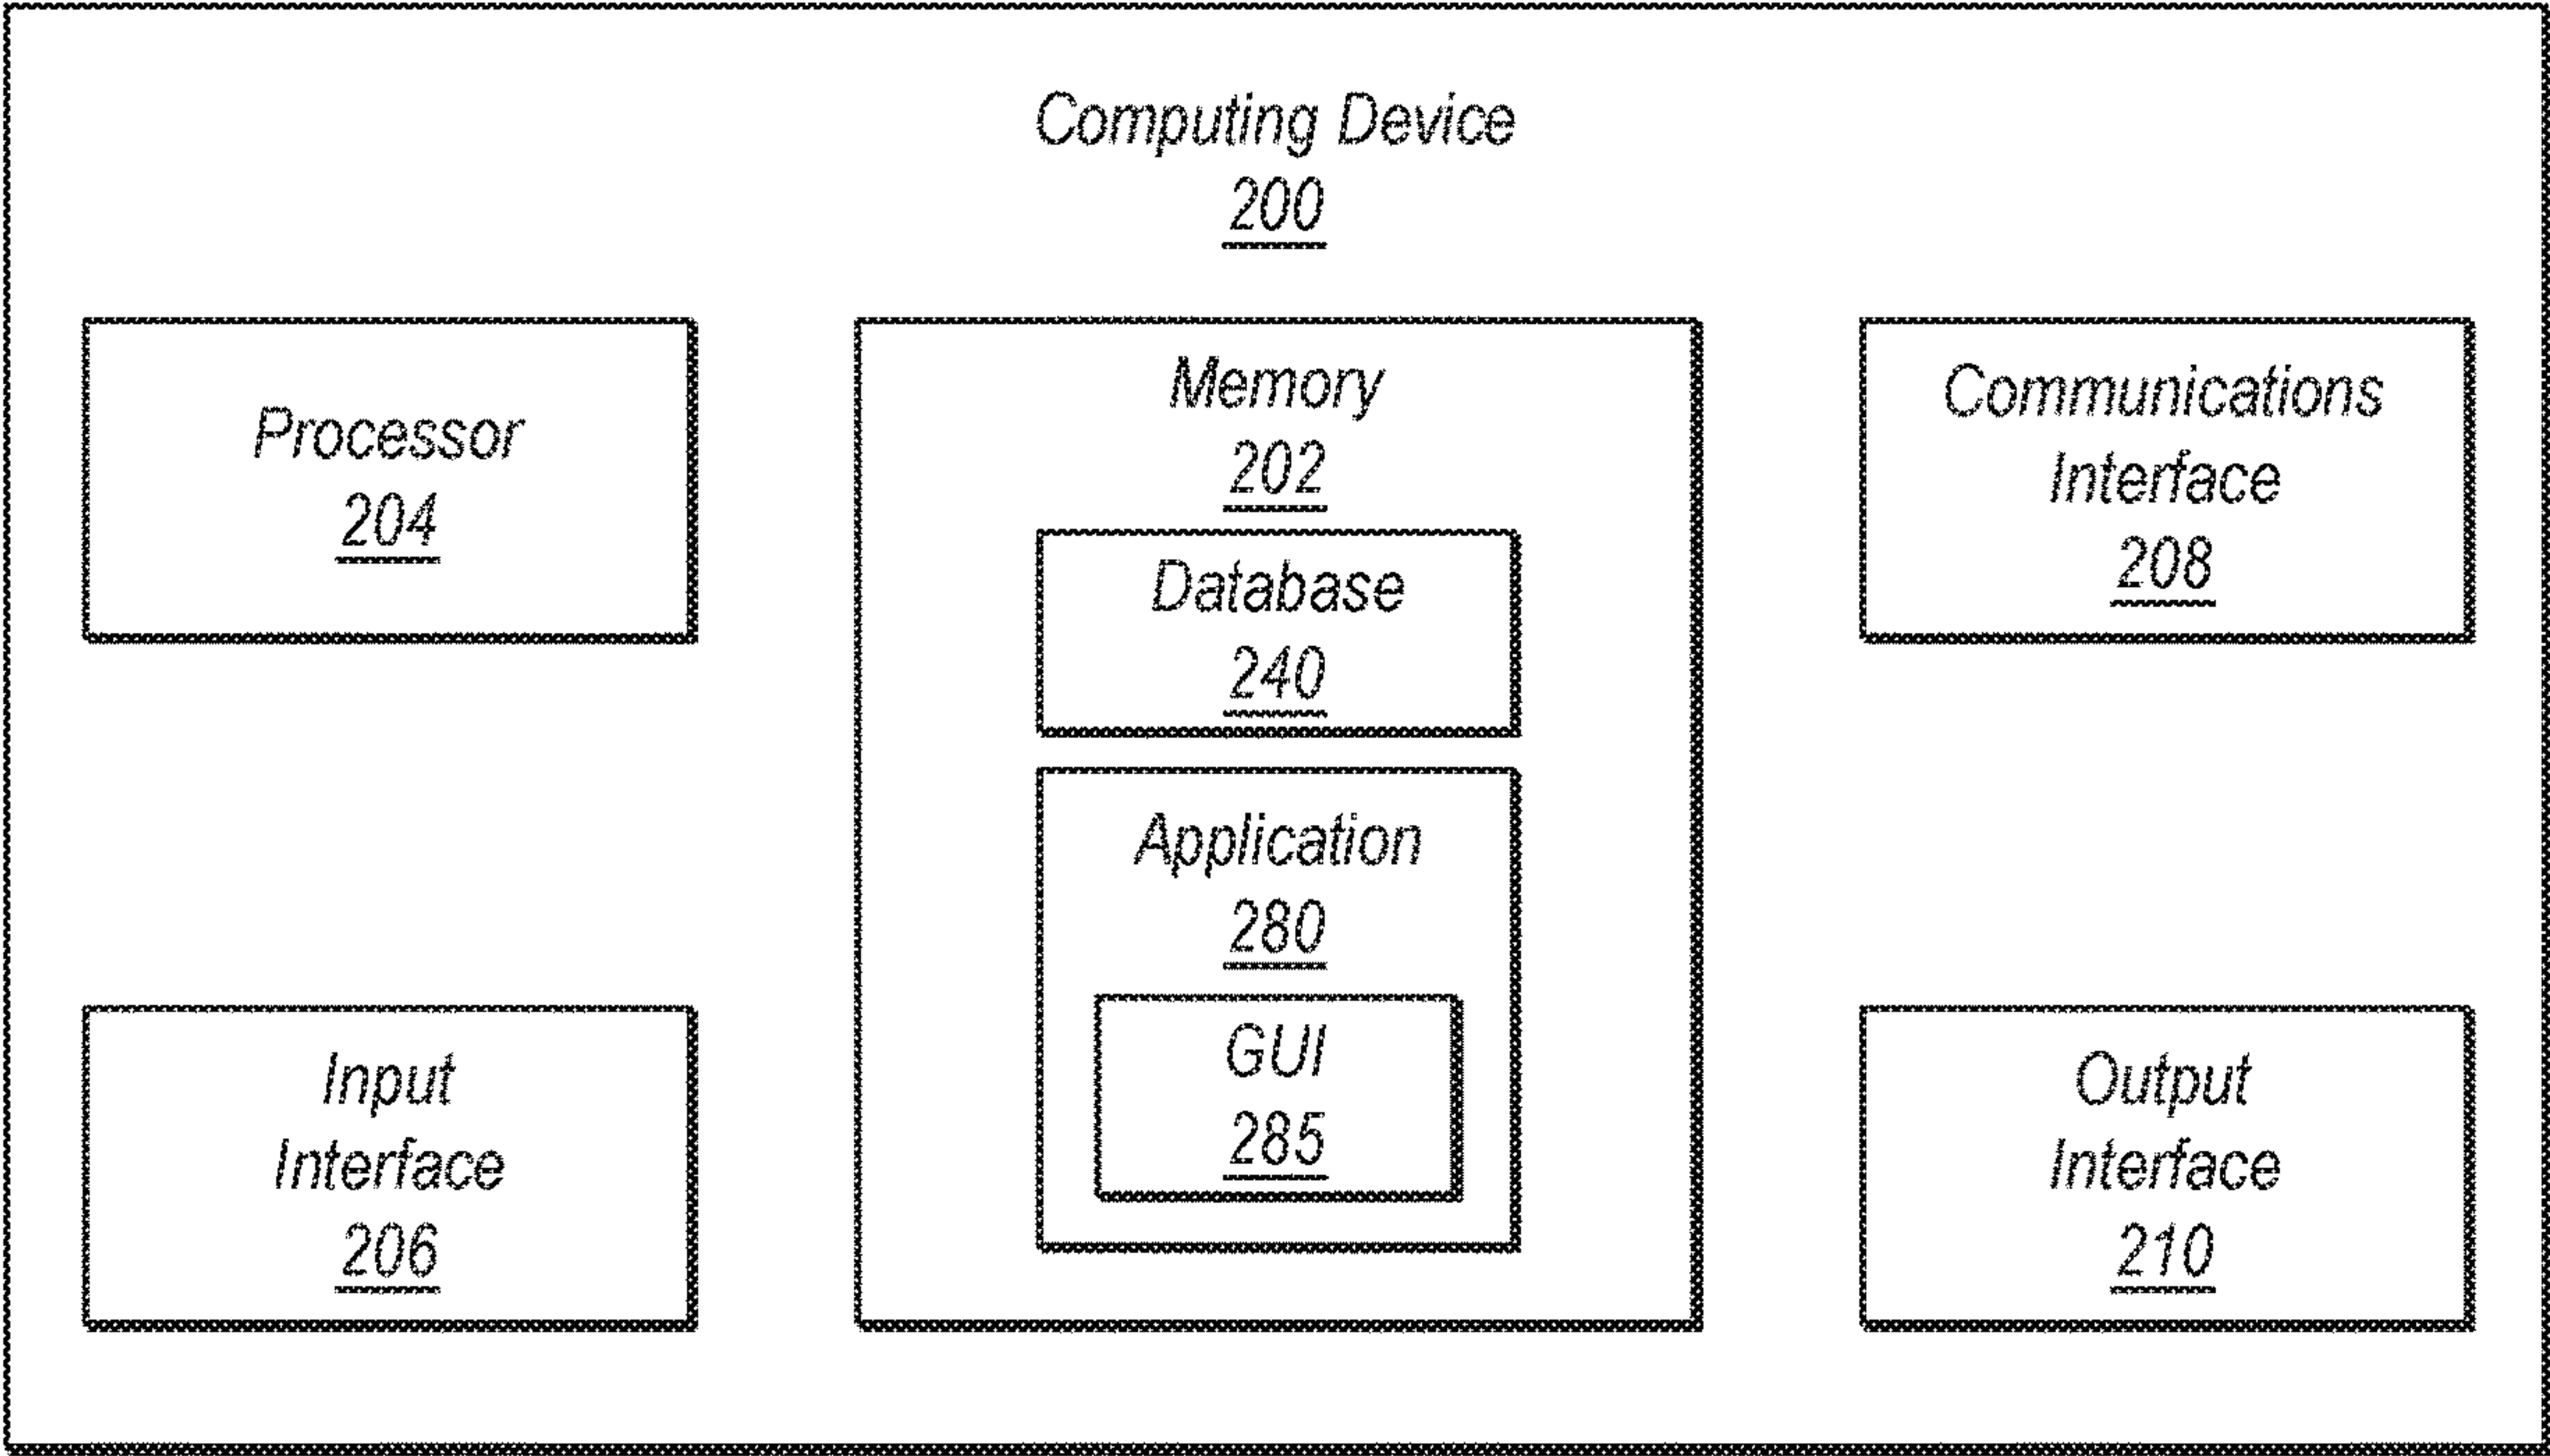 Computing Device
200
Processor
204
Memory
202
Communications
Interface
208
Database
240
Application
280
GUI
285
Input
Interface
206
Output
Interface
210